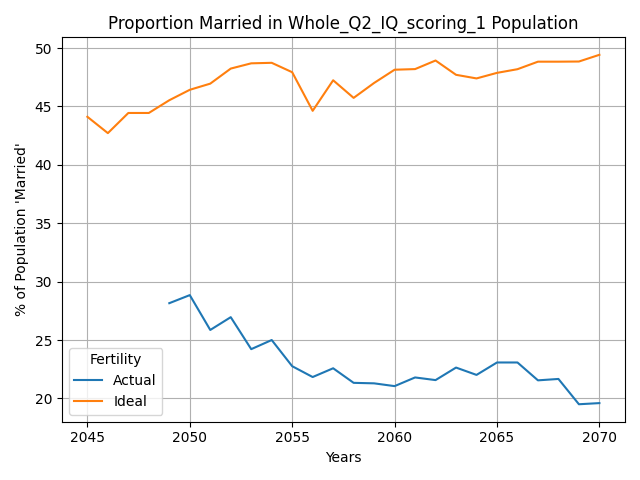 Proportion Married in Whole_Q2_IQ_scoring_1 Population
% of Population 'Married'
50
45
40
35
30
25
20
Fertility
Actual
Ideal
2045 2050 2055 2060 2065 2070
Years